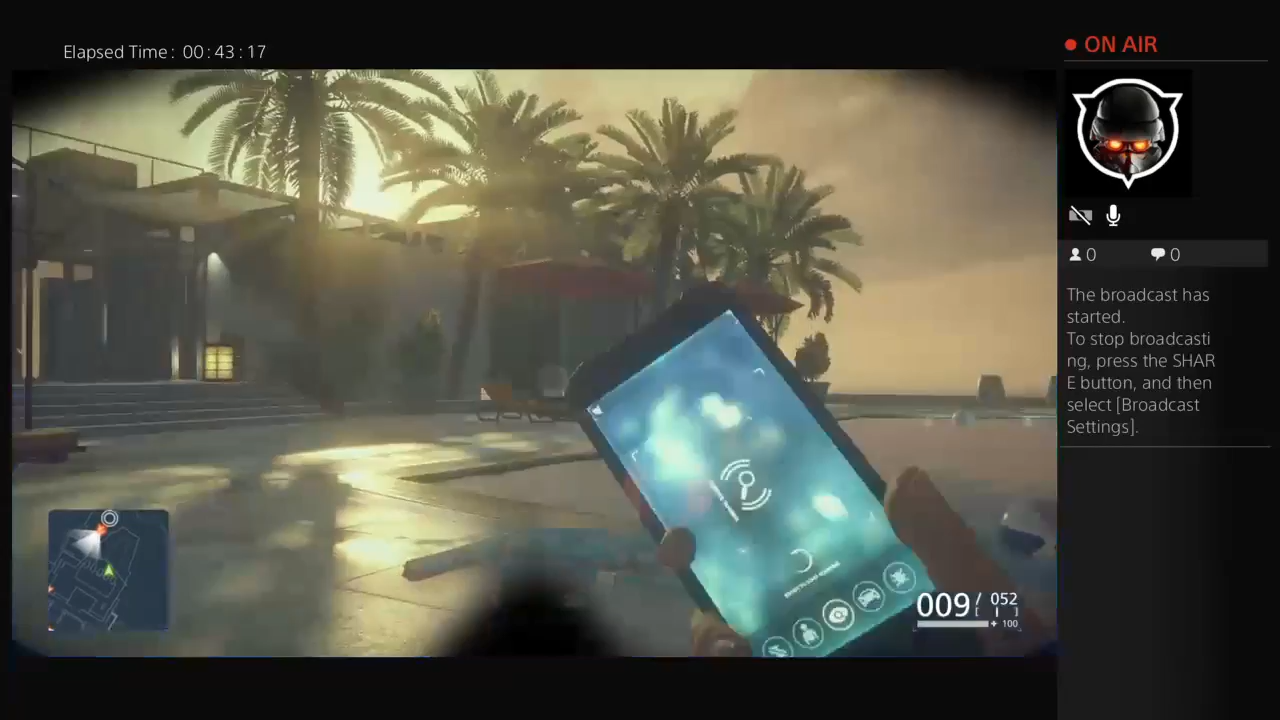 Elapsed Time: 00:43:17
ON AIR
0
0
The broadcast has
started.
To stop broadcasti
ng, press the SHAR
E button, and then
select [Broadcast
Settings].
009/ 052
+ 100